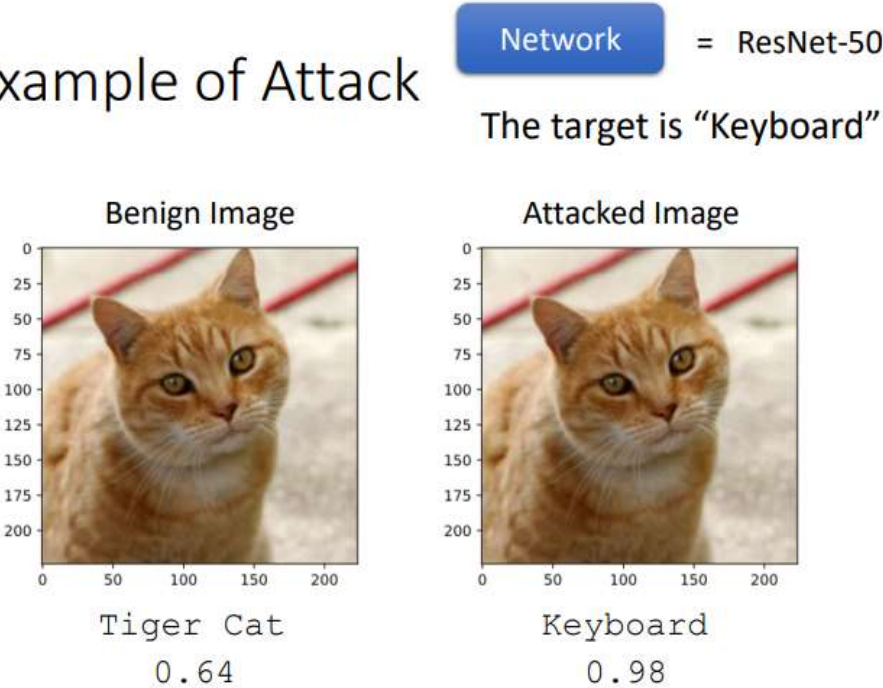 Network = ResNet-50
xample of Attack
The target is “Keyboard”
Benign Image
Attacked Image
0
25
50
75
100
125
150
175
200
0 50 100 150 200
0
25
50
75
100
125
150
175
200
0 50 100 150 200
Tiger Cat
0.64
Keyboard
0.98